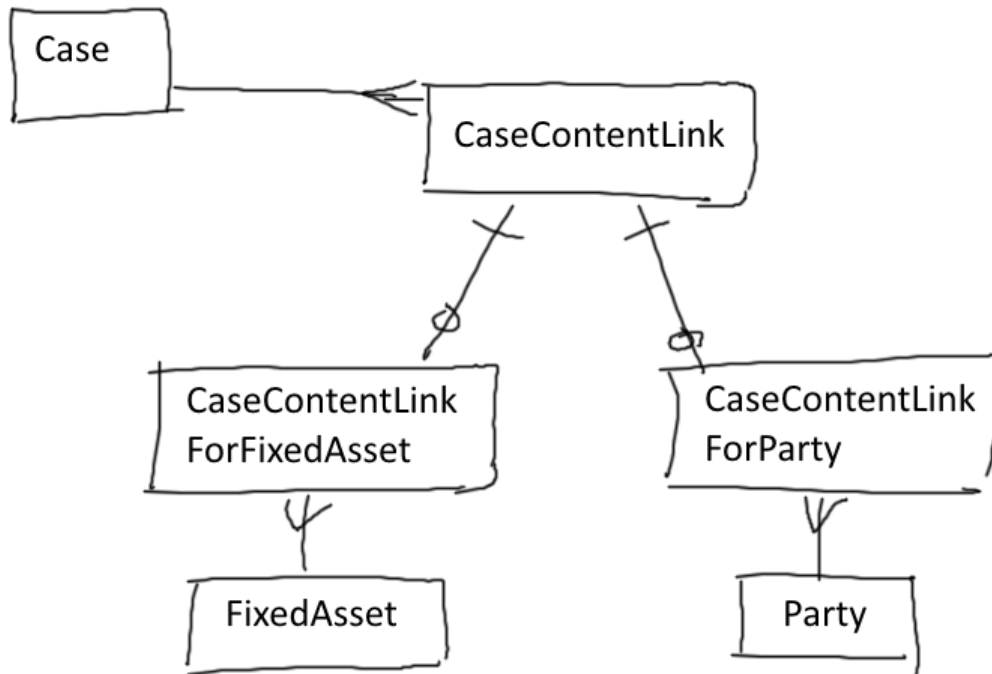 Case
CaseContentLink
CaseContentLink
ForFixedAsset
CaseContentLink
ForParty
FixedAsset
Party